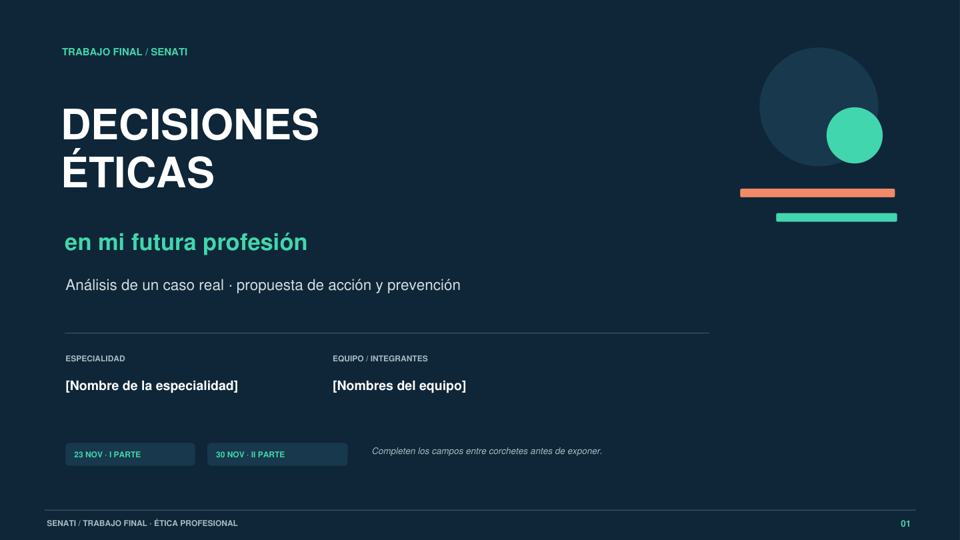 TRABAJO FINAL / SENATI
DECISIONES
ÉTICAS
en mi futura profesión
Análisis de un caso real · propuesta de acción y prevención
ESPECIALIDAD
[Nombre de la especialidad]
EQUIPO / INTEGRANTES
[Nombres del equipo]
23 NOV · I PARTE
30 NOV · II PARTE
Completen los campos entre corchetes antes de exponer.
SENATI / TRABAJO FINAL · ÉTICA PROFESIONAL
01